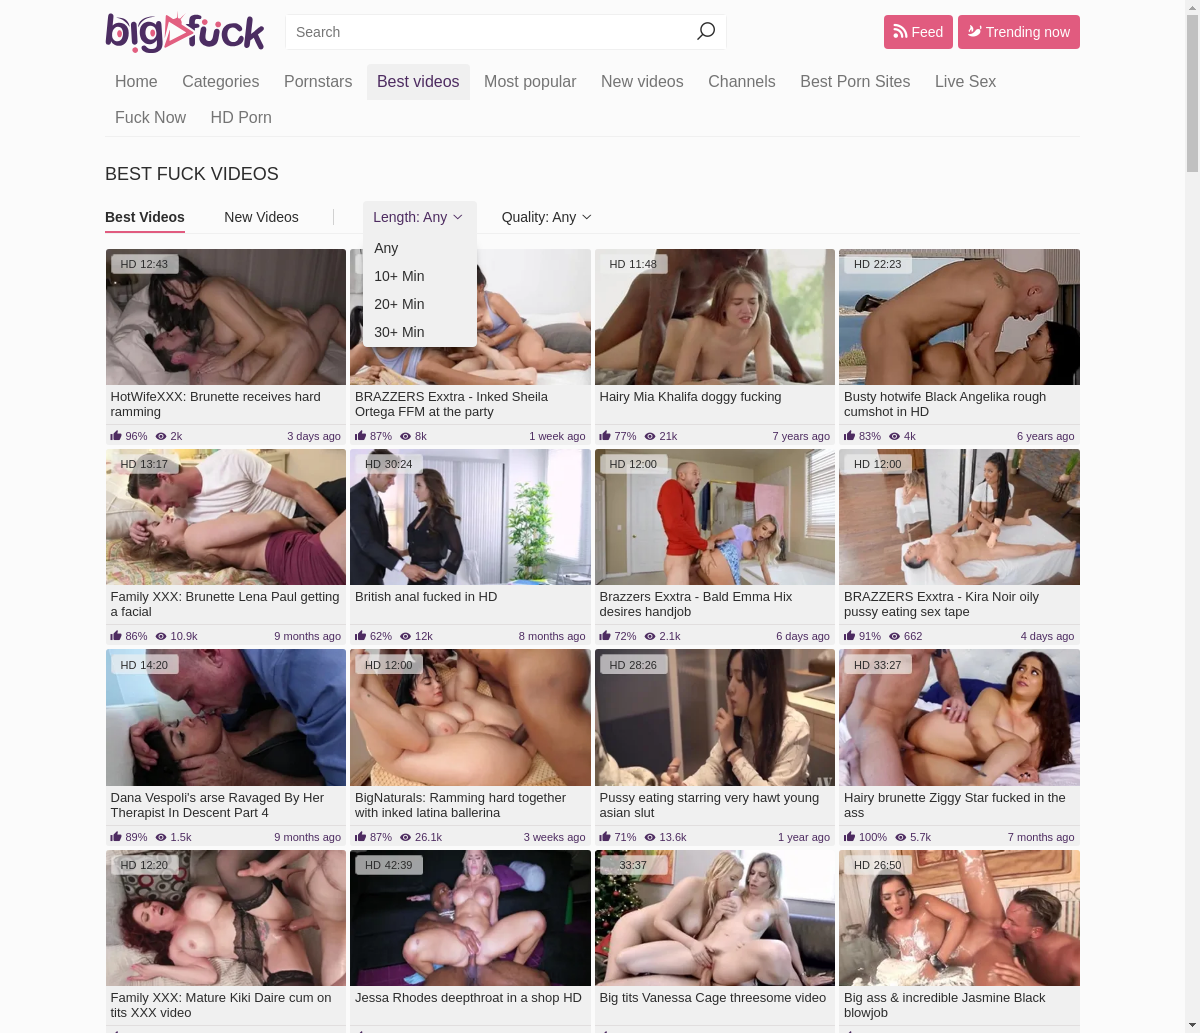 bigfuck
Search
Feed
Trending now
Home Categories Pornstars Best videos Most popular New videos Channels Best Porn Sites Live Sex
Fuck Now HD Porn
BEST FUCK VIDEOS
Best Videos New Videos Length: Any Quality: Any
Any
10+ Min
20+ Min
30+ Min
HD 12:43
HotWifeXXX: Brunette receives hard
ramming
96% 2k 3 days ago
BRAZZERS Exxtra - Inked Sheila
Ortega FFM at the party
87% 8k 1 week ago
HD 11:48
Hairy Mia Khalifa doggy fucking
77% 21k 7 years ago
HD 22:23
Busty hotwife Black Angelika rough
cumshot in HD
83% 4k 6 years ago
HD 13:17
Family XXX: Brunette Lena Paul getting
a facial
86% 10.9k 9 months ago
HD 30:24
British anal fucked in HD
62% 12k 8 months ago
HD 12:00
Brazzers Exxtra - Bald Emma Hix
desires handjob
72% 2.1k 6 days ago
HD 12:00
BRAZZERS Exxtra - Kira Noir oily
pussy eating sex tape
91% 662 4 days ago
HD 14:20
Dana Vespoli's arse Ravaged By Her
Therapist In Descent Part 4
89% 1.5k 9 months ago
HD 12:00
BigNaturals: Ramming hard together
with inked latina ballerina
87% 26.1k 3 weeks ago
HD 28:26
AV
Pussy eating starring very hawt young
asian slut
71% 13.6k 1 year ago
HD 33:27
Hairy brunette Ziggy Star fucked in the
ass
100% 5.7k 7 months ago
HD 12:20
Family XXX: Mature Kiki Daire cum on
tits XXX video
HD 42:39
Jessa Rhodes deepthroat in a shop HD
33:37
Big tits Vanessa Cage threesome video
HD 26:50
Big ass & incredible Jasmine Black
blowjob